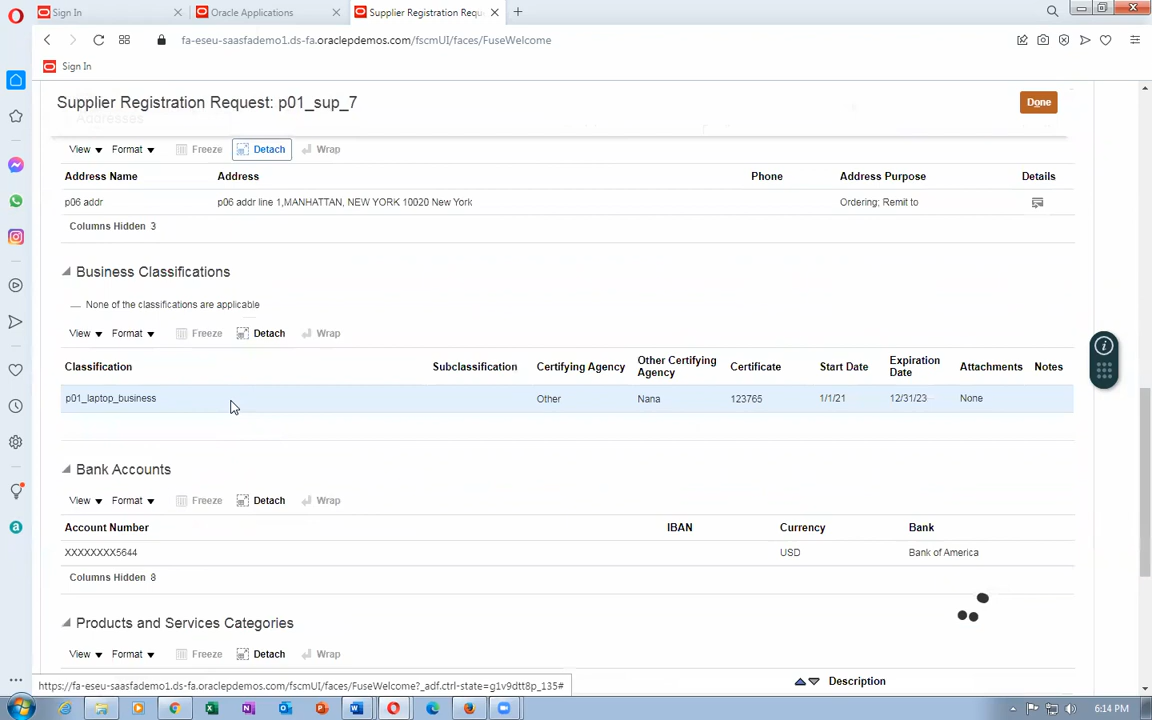 Sign In
Oracle Applications
Supplier Registration Requ
fa-eseu-saasfademo1.ds-fa.oraclepdemos.com/fscmUI/faces/FuseWelcome
Sign In
Supplier Registration Request: p01_sup_7
Done
Addresses
View Format Freeze Detach Wrap
Address Name Address Phone Address Purpose Details
p06 addr p06 addr line 1,MANHATTAN, NEW YORK 10020 New York Ordering; Remit to
Columns Hidden 3
Business Classifications
None of the classifications are applicable
View Format Freeze Detach Wrap
Classification Subclassification Certifying Agency Other Certifying Agency Certificate Start Date Expiration Date Attachments Notes
p01_laptop_business Other Nana 123765 1/1/21 12/31/23 None
Bank Accounts
View Format Freeze Detach Wrap
Account Number IBAN Currency Bank
XXXXXXXX5644 USD Bank of America
Columns Hidden 8
Products and Services Categories
View Format Freeze Detach Wrap
Description
https://fa-eseu-saasfademo1.ds-fa.oraclepdemos.com/fscmUI/faces/FuseWelcome?_adf.ctrl-state=g1v9dtt8p_135#
6:14 PM